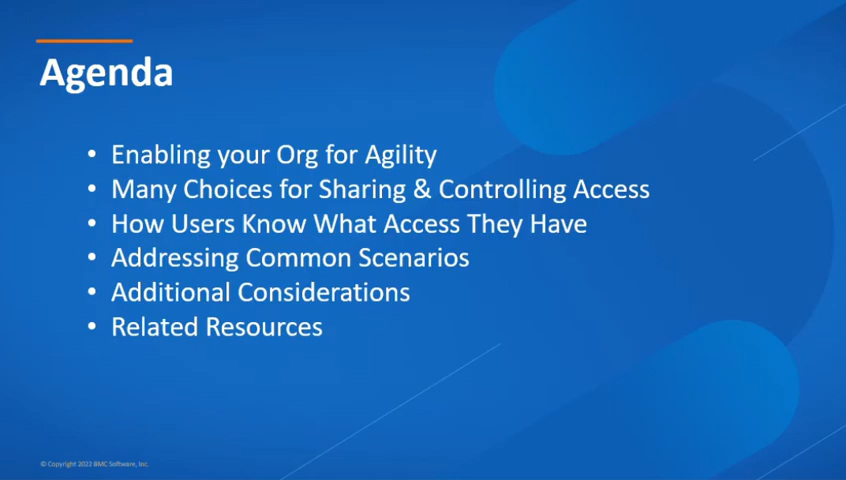 Agenda
• Enabling your Org for Agility
• Many Choices for Sharing & Controlling Access
• How Users Know What Access They Have
• Addressing Common Scenarios
• Additional Considerations
• Related Resources
© Copyright 2022 BMC Software, Inc.